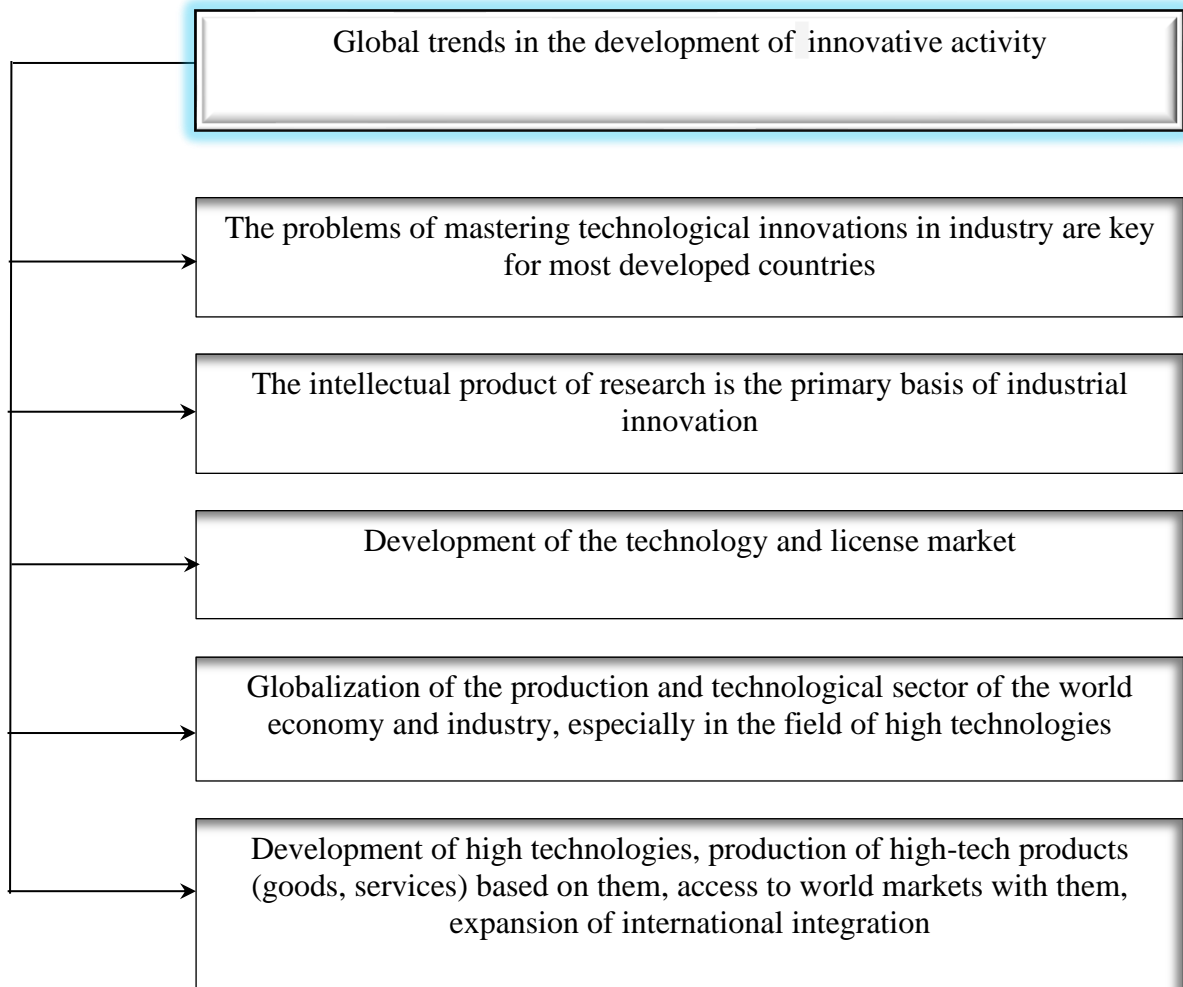 Global trends in the development of innovative activity
The problems of mastering technological innovations in industry are key
for most developed countries
The intellectual product of research is the primary basis of industrial
innovation
Development of the technology and license market
Globalization of the production and technological sector of the world
economy and industry, especially in the field of high technologies
Development of high technologies, production of high-tech products
(goods, services) based on them, access to world markets with them,
expansion of international integration